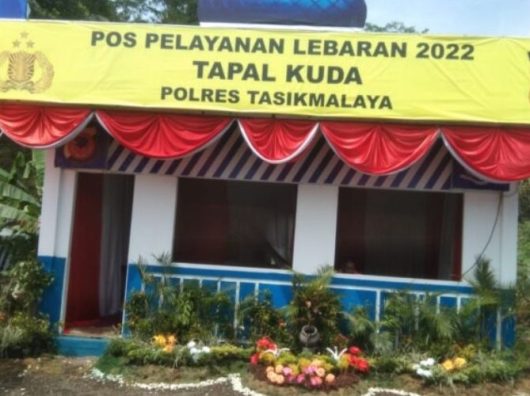 POS PELAYANAN LEBARAN 2022
TAPAL KUDA
POLRES TASIKMALAYA